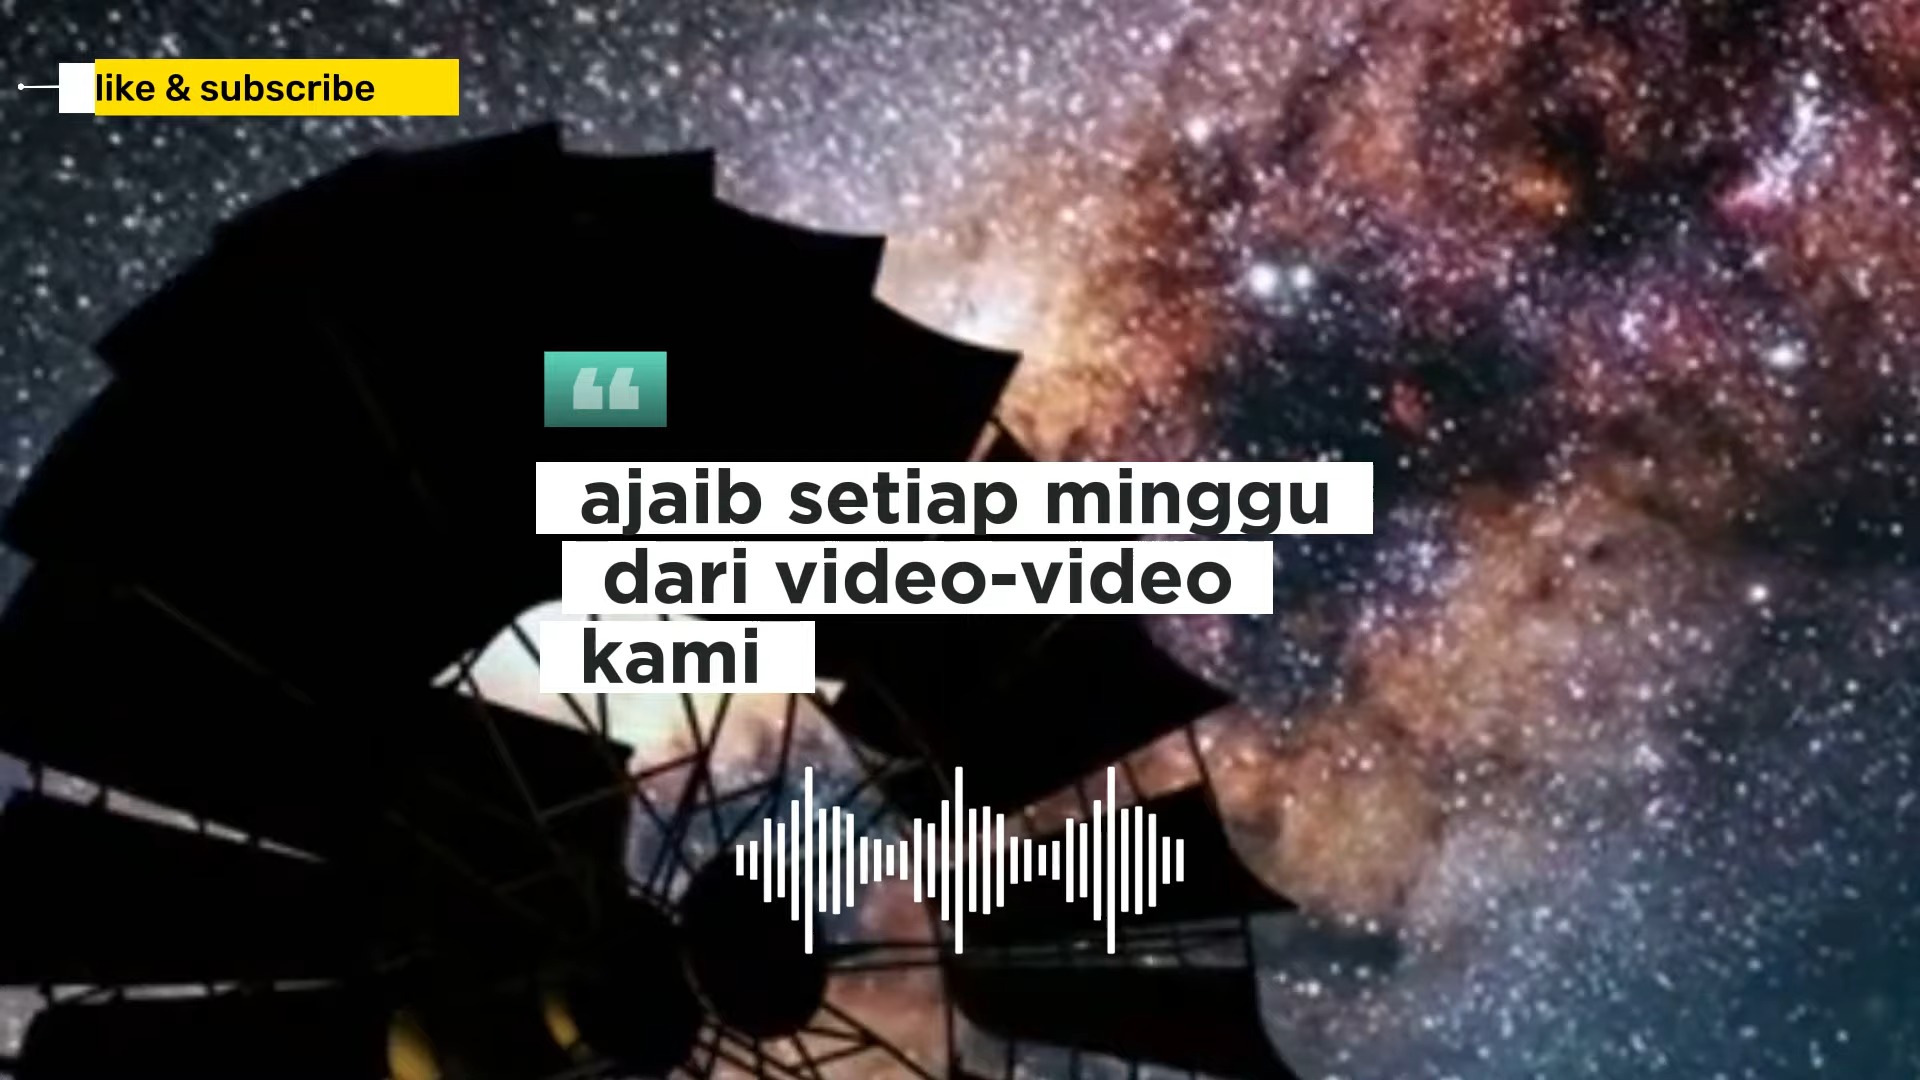 like & subscribe
❝
ajaib setiap minggu
dari video-video
kami